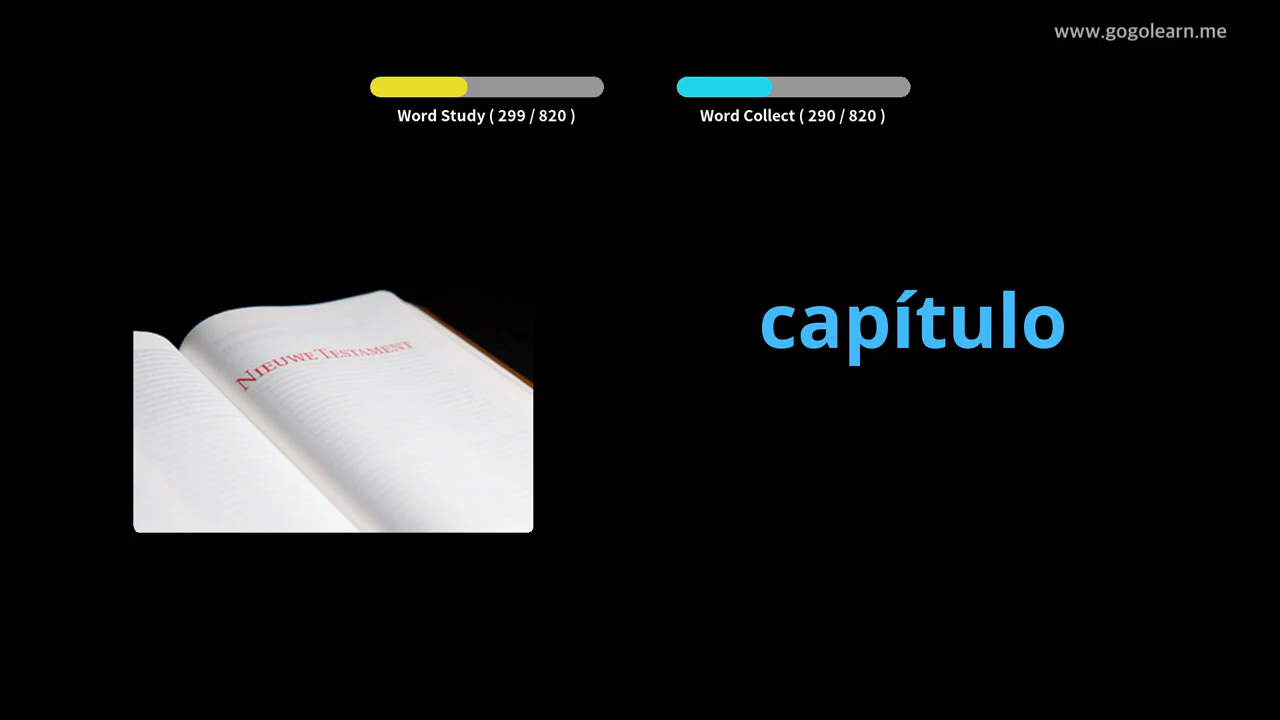 www.gogolearn.me
Word Study ( 299 / 820 )
Word Collect ( 290 / 820 )
NIEUWE TESTAMENT
capítulo